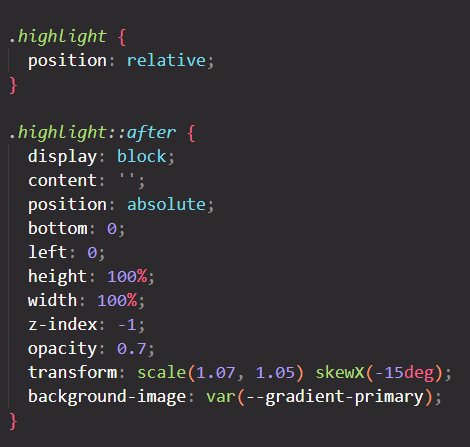 .highlight {
  position: relative;
}

.highlight::after {
  display: block;
  content: '';
  position: absolute;
  bottom: 0;
  left: 0;
  height: 100%;
  width: 100%;
  z-index: -1;
  opacity: 0.7;
  transform: scale(1.07, 1.05) skewX(-15deg);
  background-image: var(--gradient-primary);
}